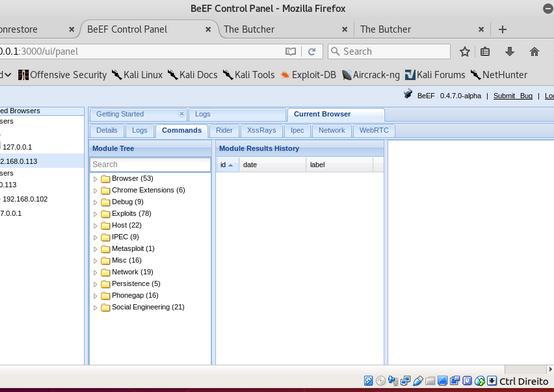 BeEF Control Panel - Mozilla Firefox
onrestore × BeEF Control Panel × The Butcher × The Butcher × +
0.0.1:3000/ui/panel Search
Offensive Security Kali Linux Kali Docs Kali Tools Exploit-DB Aircrack-ng Kali Forums NetHunter
BeEF 0.4.7.0-alpha | Submit Bug | Lo
ed Browsers
sers
127.0.0.1
2.168.0.113
sers
0.113
192.168.0.102
7.0.0.1
Getting Started Logs Current Browser
Details Logs Commands Rider XssRays Ipec Network WebRTC
Module Tree
Search
Browser (53)
Chrome Extensions (6)
Debug (9)
Exploits (78)
Host (22)
IPEC (9)
Metasploit (1)
Misc (16)
Network (19)
Persistence (5)
Phonegap (16)
Social Engineering (21)
Module Results History
id date label
Ctrl Direito